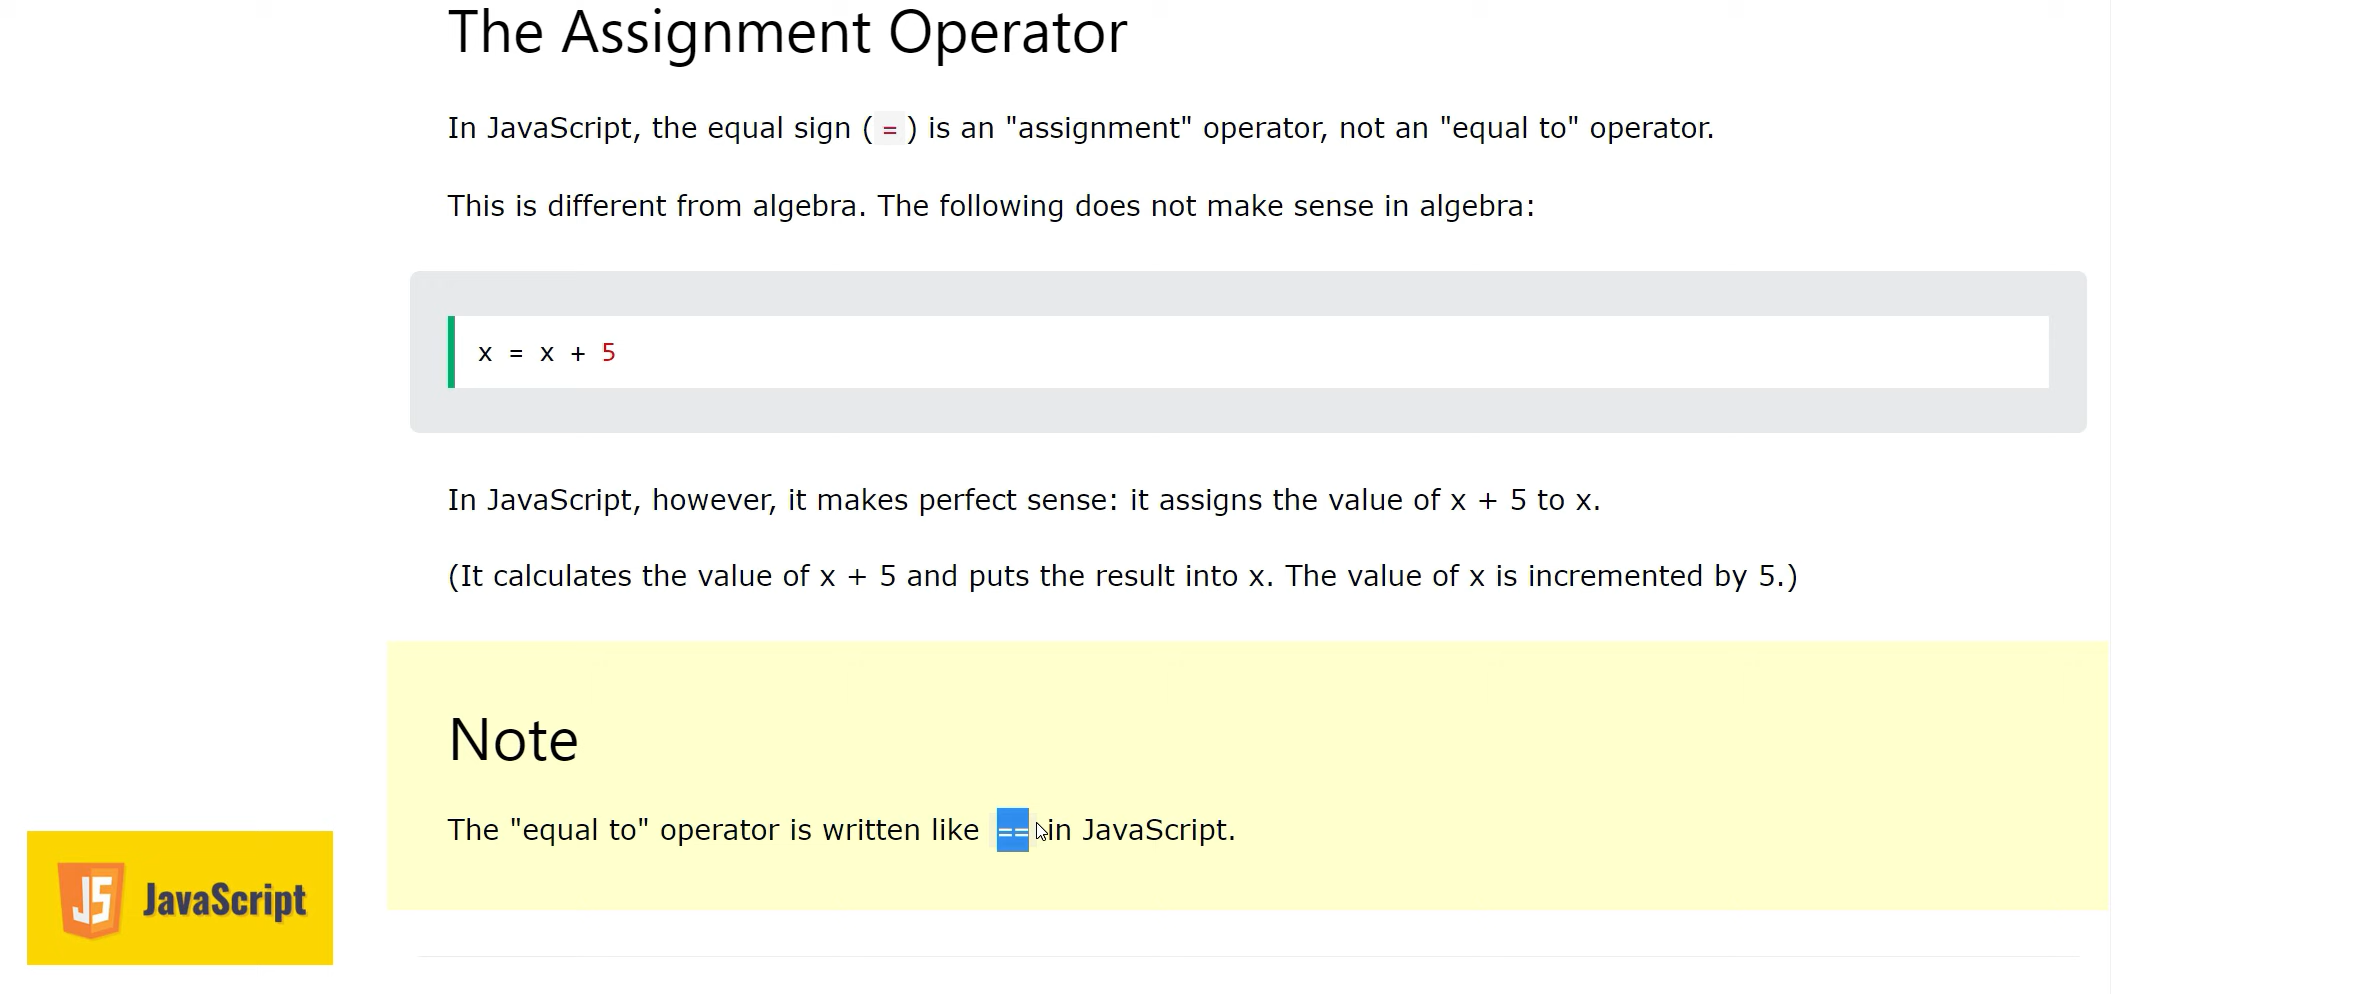 The Assignment Operator
In JavaScript, the equal sign ( = ) is an "assignment" operator, not an "equal to" operator.
This is different from algebra. The following does not make sense in algebra:
x = x + 5
In JavaScript, however, it makes perfect sense: it assigns the value of x + 5 to x.
(It calculates the value of x + 5 and puts the result into x. The value of x is incremented by 5.)
Note
The "equal to" operator is written like == in JavaScript.
JS JavaScript